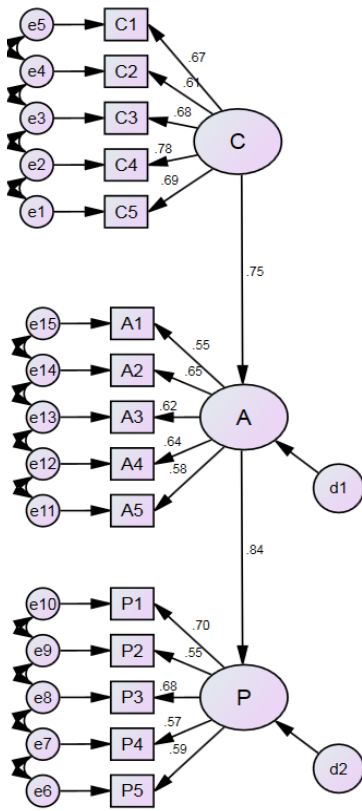 e5 C1
.67
e4 C2 .61
e3 C3 .68 C
e2 C4 .78
e1 C5 .69
.75
e15 A1 .55
e14 A2 .65
e13 A3 .62 A
e12 A4 .64
e11 A5 .58 d1
.84
e10 P1 .70
e9 P2 .55
e8 P3 .68 P
e7 P4 .57
e6 P5 .59 d2